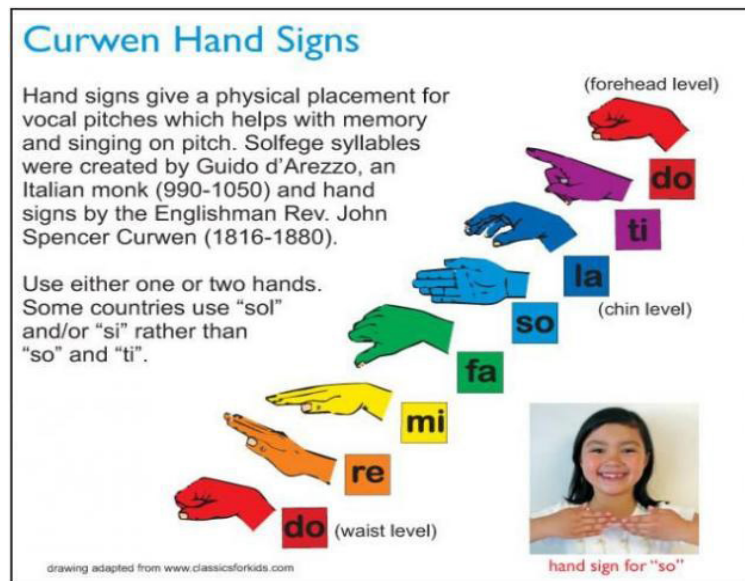 Curwen Hand Signs
Hand signs give a physical placement for
vocal pitches which helps with memory
and singing on pitch. Solfege syllables
were created by Guido d'Arezzo, an
Italian monk (990-1050) and hand
signs by the Englishman Rev. John
Spencer Curwen (1816-1880).
Use either one or two hands.
Some countries use "sol"
and/or "si" rather than
"so" and "ti".
(forehead level)
do
ti
la
(chin level)
so
fa
mi
re
do (waist level)
drawing adapted from www.classicsforkids.com
hand sign for "so"